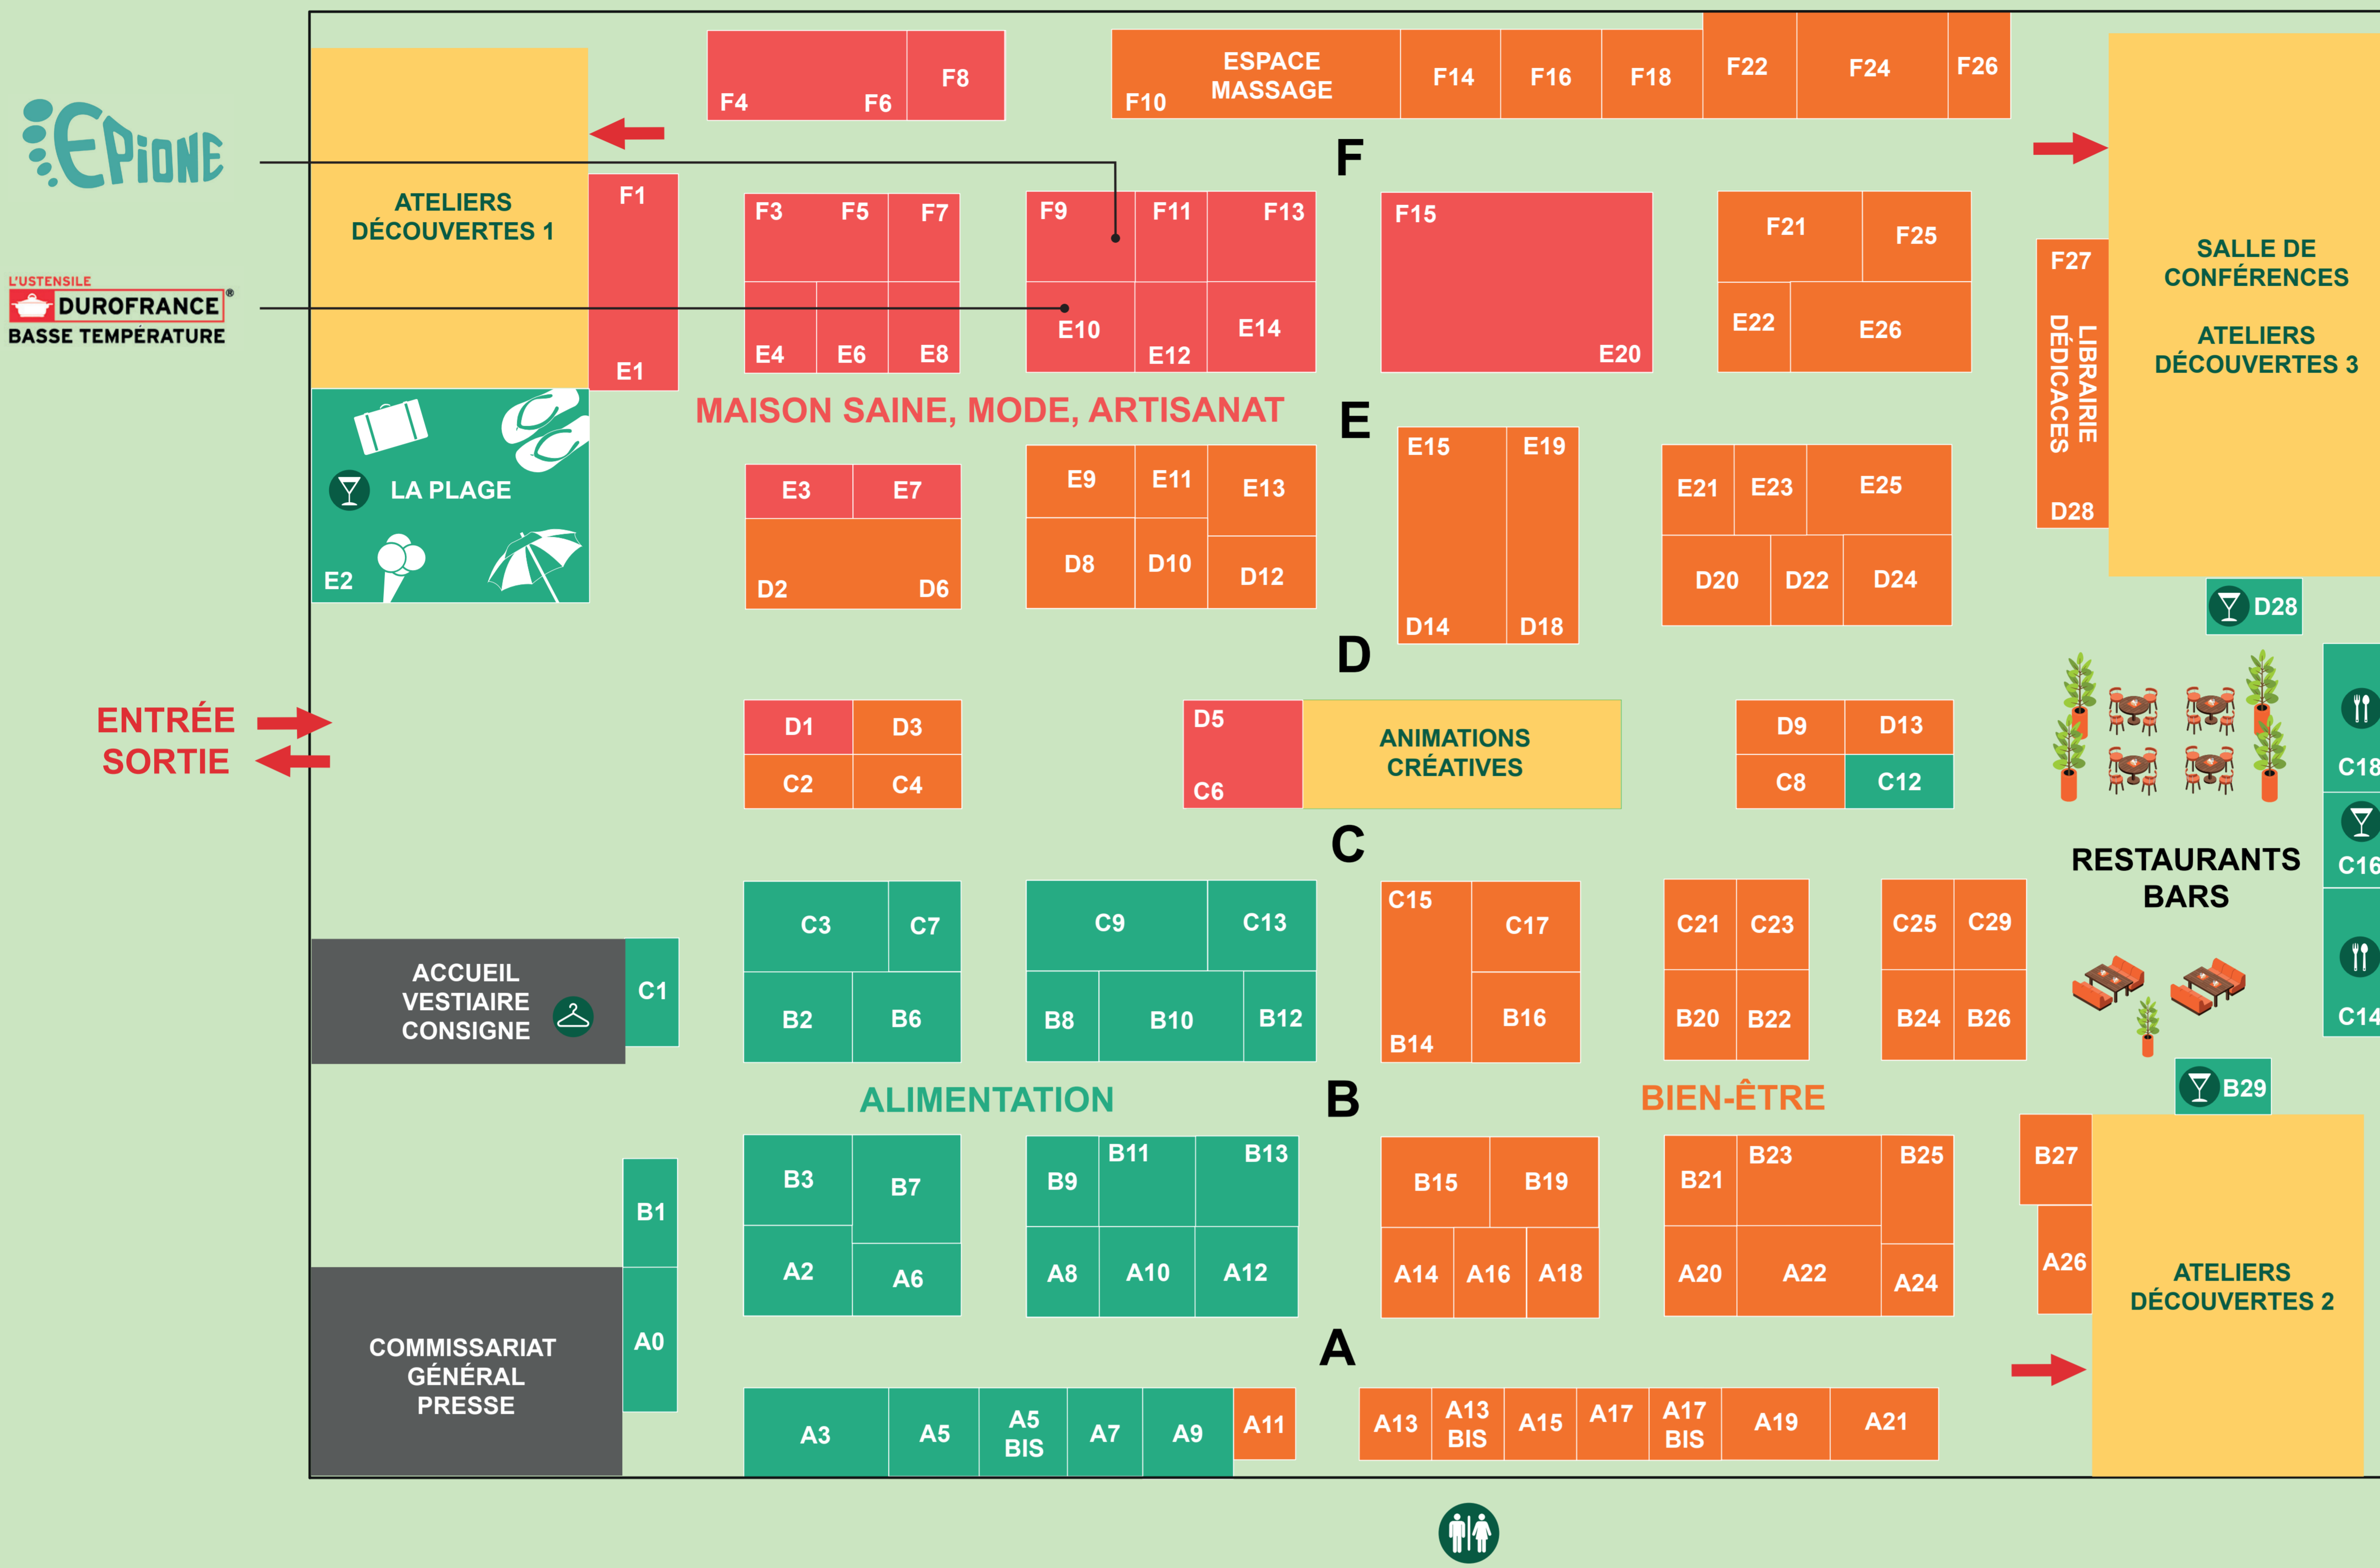 F4
F6
F8
ESPACE
MASSAGE
F10
F14
F16
F18
F22
F24
F26
EPiONE
F
ATELIERS
DÉCOUVERTES 1
F1
E1
F3
F5
F7
E4
E6
E8
F9
F11
F13
E10
E12
E14
F15
E20
F21
F25
E22
E26
F27
LIBRAIRIE
DÉDICACES
D28
SALLE DE
CONFÉRENCES
ATELIERS
DÉCOUVERTES 3
L'USTENSILE
DUROFRANCE®
BASSE TEMPÉRATURE
MAISON SAINE, MODE, ARTISANAT
E
LA PLAGE
E2
E3
E7
D2
D6
E9
E11
E13
D8
D10
D12
E15
E19
D14
D18
E21
E23
E25
D20
D22
D24
D28
D
ENTRÉE
SORTIE
D1
D3
C2
C4
D5
C6
ANIMATIONS
CRÉATIVES
D9
D13
C8
C12
C18
C16
C14
RESTAURANTS
BARS
C
ACCUEIL
VESTIAIRE
CONSIGNE
C1
C3
C7
B2
B6
C9
C13
B8
B10
B12
C15
C17
B14
B16
C21
C23
B20
B22
C25
C29
B24
B26
B29
ALIMENTATION
B
BIEN-ÊTRE
B1
A0
COMMISSARIAT
GÉNÉRAL
PRESSE
B3
B7
A2
A6
B9
B11
B13
A8
A10
A12
B15
B19
A14
A16
A18
B21
B23
B25
A20
A22
A24
B27
A26
ATELIERS
DÉCOUVERTES 2
A
A3
A5
A5
BIS
A7
A9
A11
A13
A13
BIS
A15
A17
A17
BIS
A19
A21